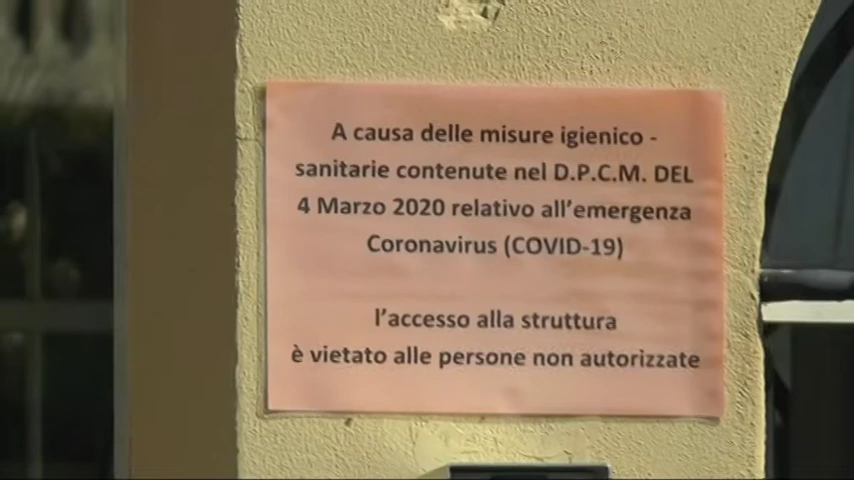 A causa delle misure igienico -
sanitarie contenute nel D.P.C.M. DEL
4 Marzo 2020 relativo all'emergenza
Coronavirus (COVID-19)
l'accesso alla struttura
è vietato alle persone non autorizzate